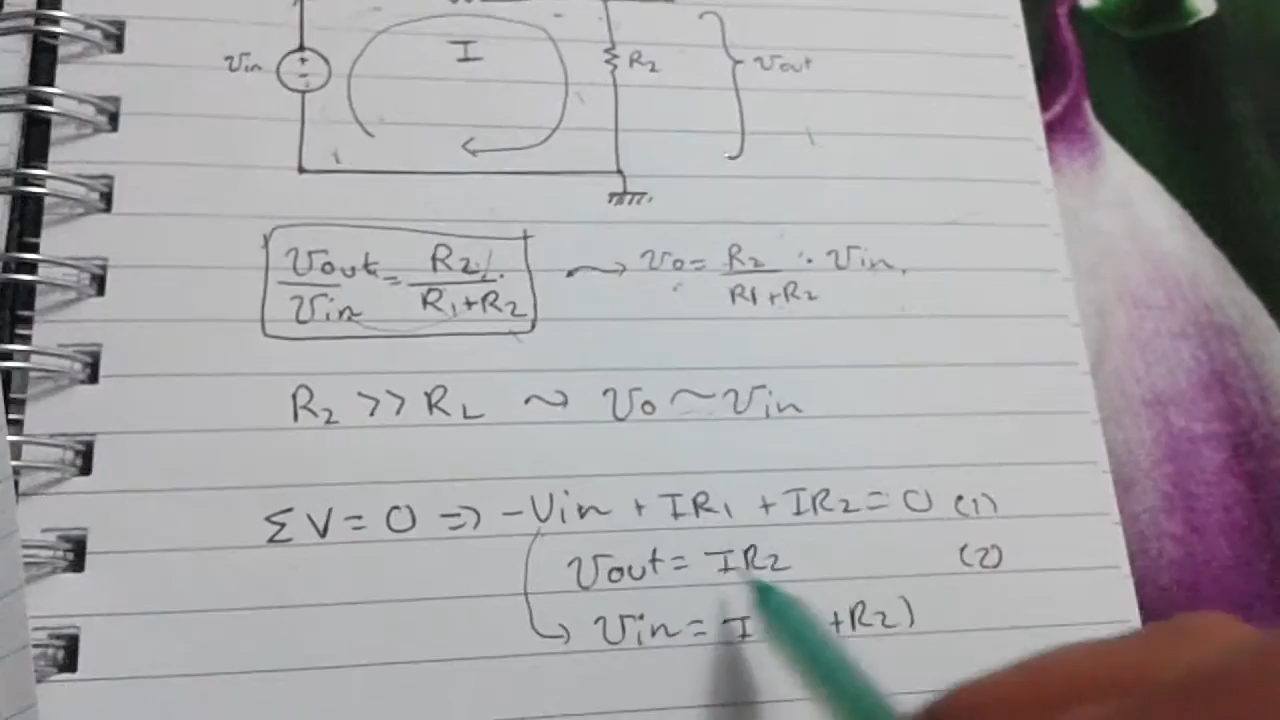 I
Vin + - R2 Vout
Vout/Vin = R2/R1+R2 ⇝ Vo = R2/R1+R2 · Vin
R2 >> RL ~> Vo ~ Vin
ΣV = 0 => -Vin + IR1 + IR2 = 0 (1)
Vout = IR2 (2)
Vin = I +R2)